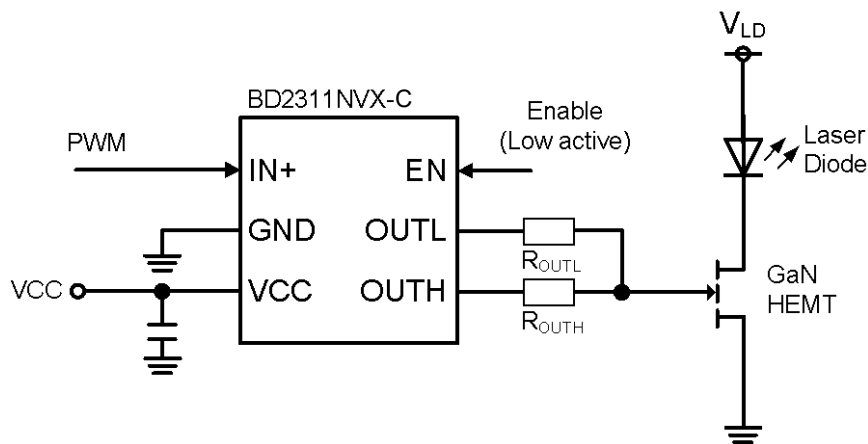 V_LD
BD2311NVX-C
Enable
(Low active)
PWM
Laser
Diode
IN+
EN
GND
OUTL
R_OUTL
VCC
VCC
OUTH
R_OUTH
GaN
HEMT